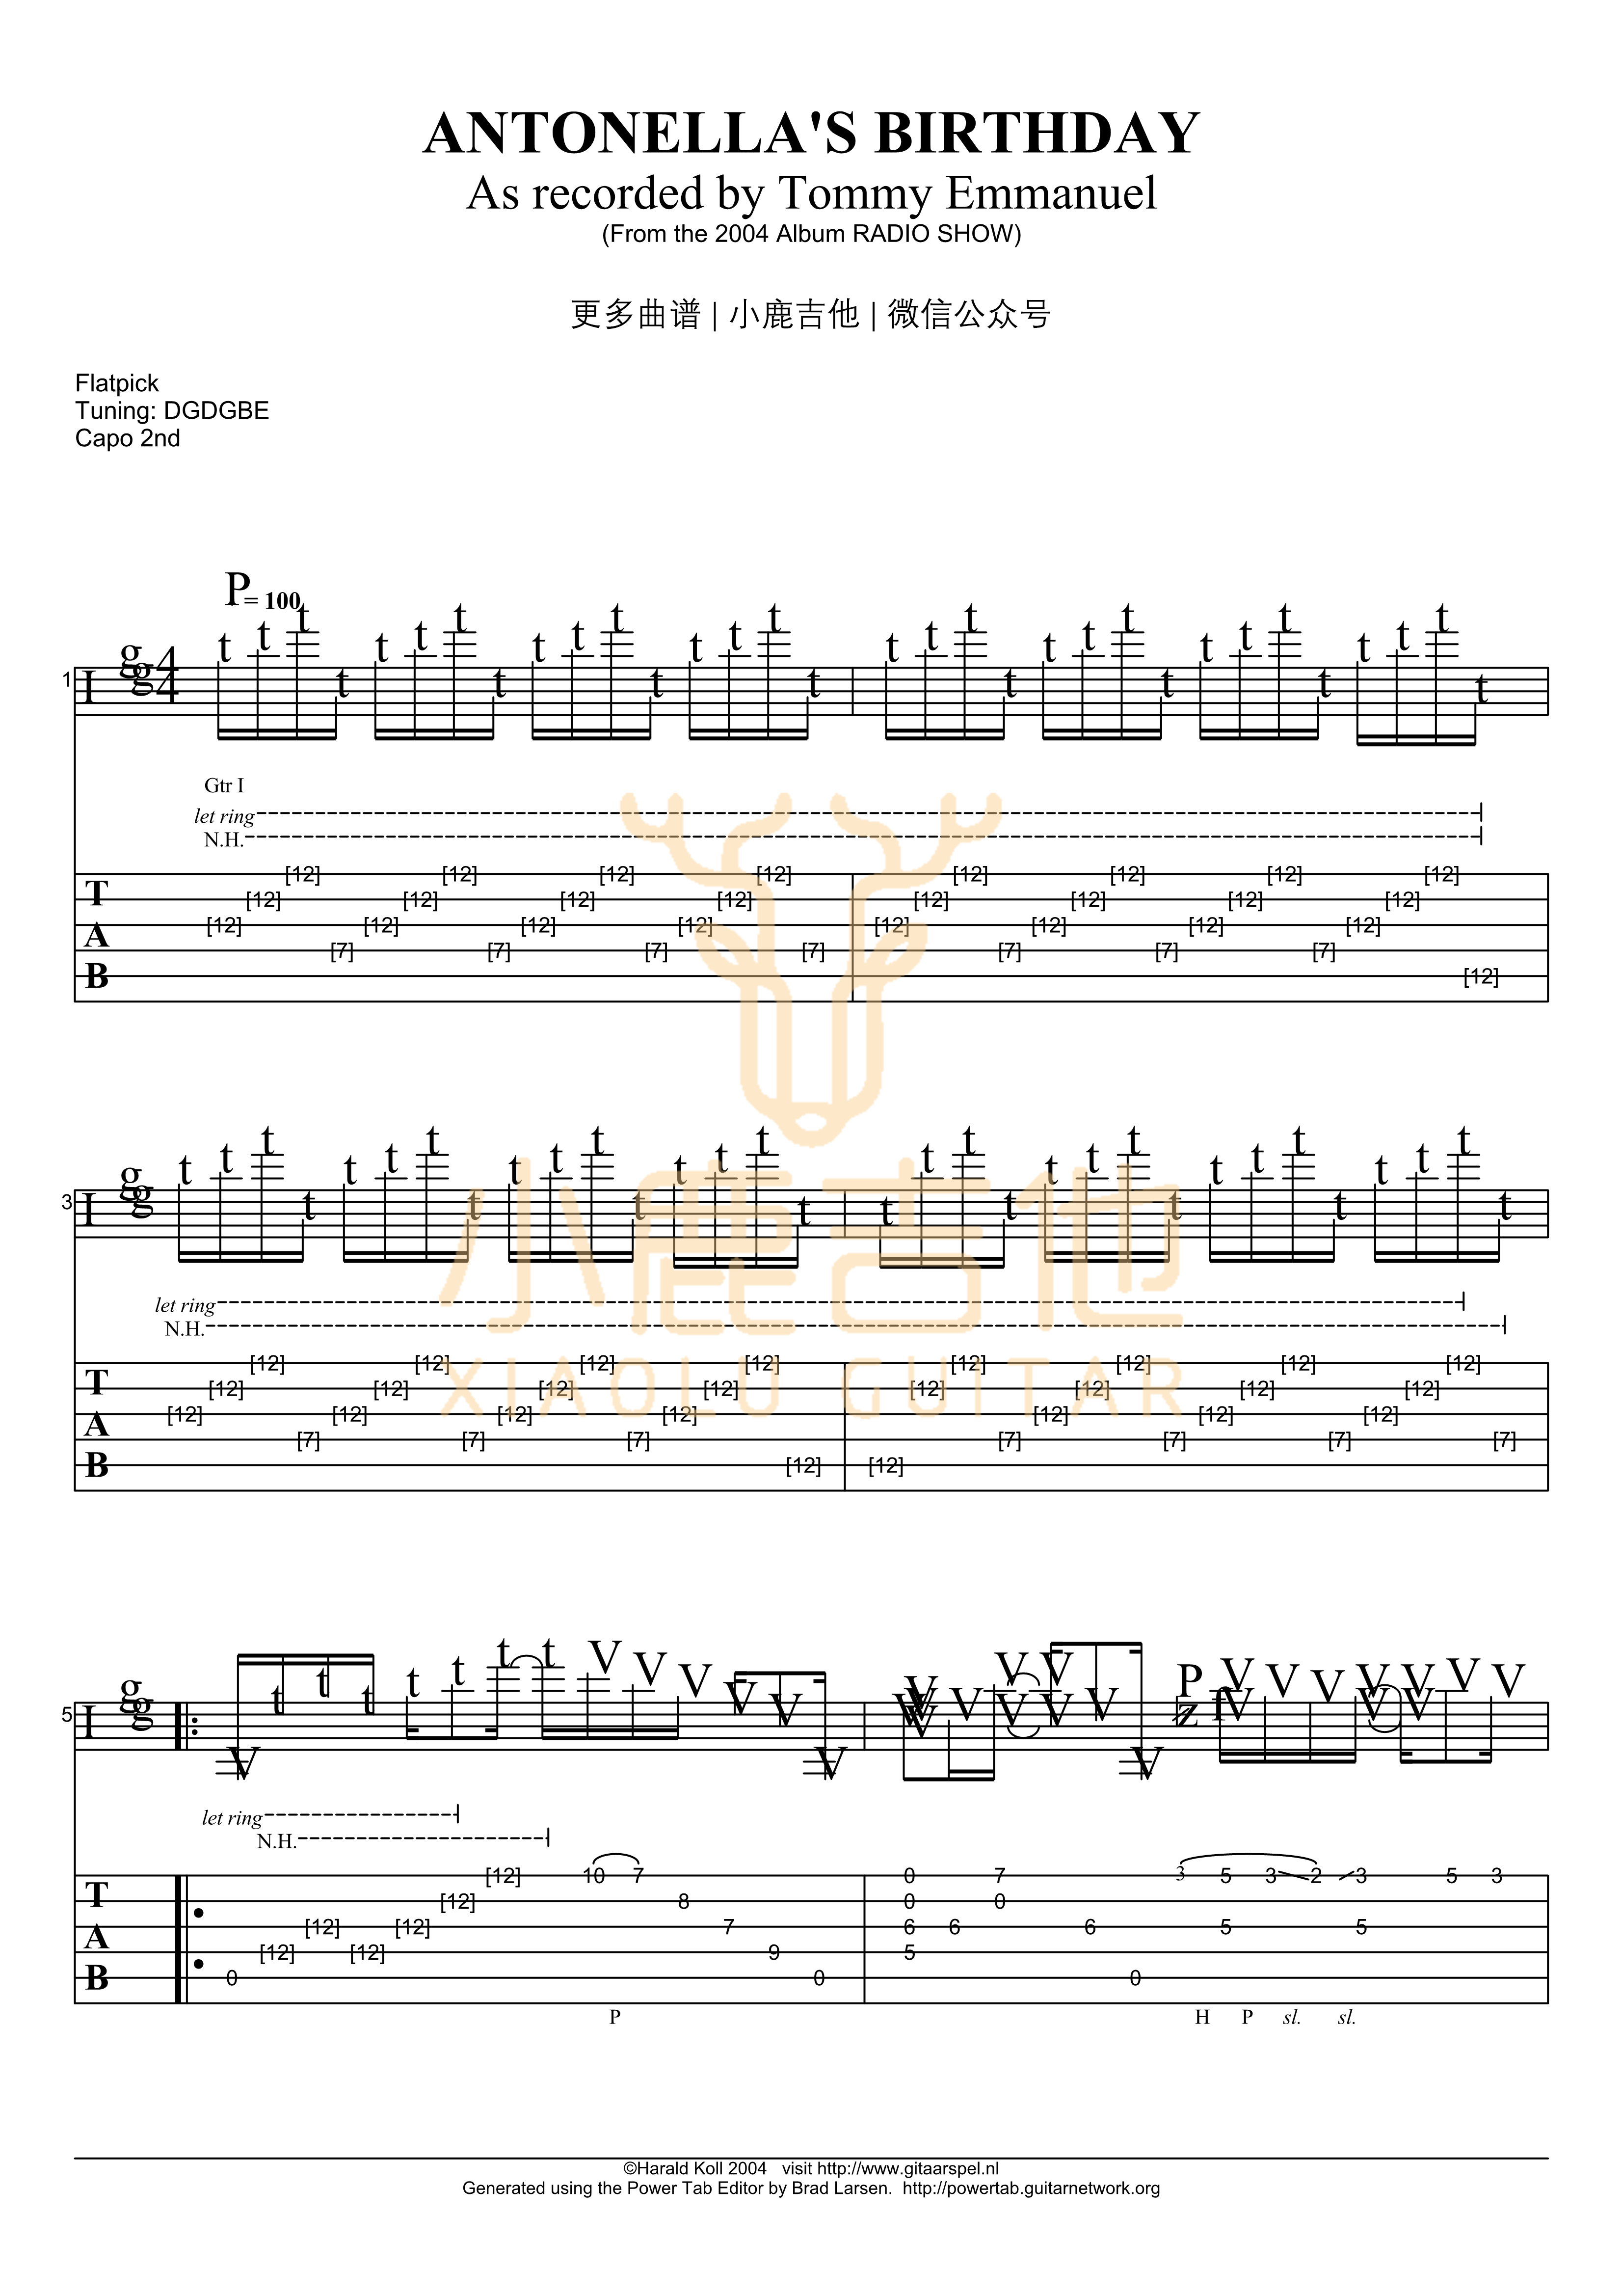 ANTONELLA'S BIRTHDAY
As recorded by Tommy Emmanuel
(From the 2004 Album RADIO SHOW)
更多曲谱 | 小鹿吉他 | 微信公众号
Flatpick
Tuning: DGDGBE
Capo 2nd
P = 100
t t t t t t t t t t t t t t t t t t t t t t t t t t t t t t t t
1 I g g 4 4
Gtr I
let ring
N.H.
[12] [12] [12] [12] [12] [12] [12] [12]
T [12] [12] [12] [12] [12] [12] [12] [12]
A [12] [12] [12] [12] [12] [12] [12] [12]
[7] [7] [7] [7] [7] [7] [7]
B [12]
3 I g g t t t t t t t t t t t t t t t t t t t t t t t t t t t t t t t
let ring
N.H.
[12] [12] [12] [12] [12] [12] [12] [12]
T [12] [12] [12] [12] [12] [12] [12] [12]
A [12] [12] [12] [12] [12] [12] [12]
[7] [7] [7] [7] [7] [7] [7]
B [12] [12]
小鹿吉他
XIAOLU GUITAR
5 I g g V t t t t t t t V V V V V V
let ring
N.H.
[12] 10 7 0 7 3 5 3 2 3 5 3
T [12] 8 0 0
A [12] [12] 7 6 6 6 5 5
[12] [12] 9 5
B 0 0 0
P H P sl. sl.
©Harald Koll 2004 visit http://www.gitaarspel.nl
Generated using the Power Tab Editor by Brad Larsen. http://powertab.guitarnetwork.org